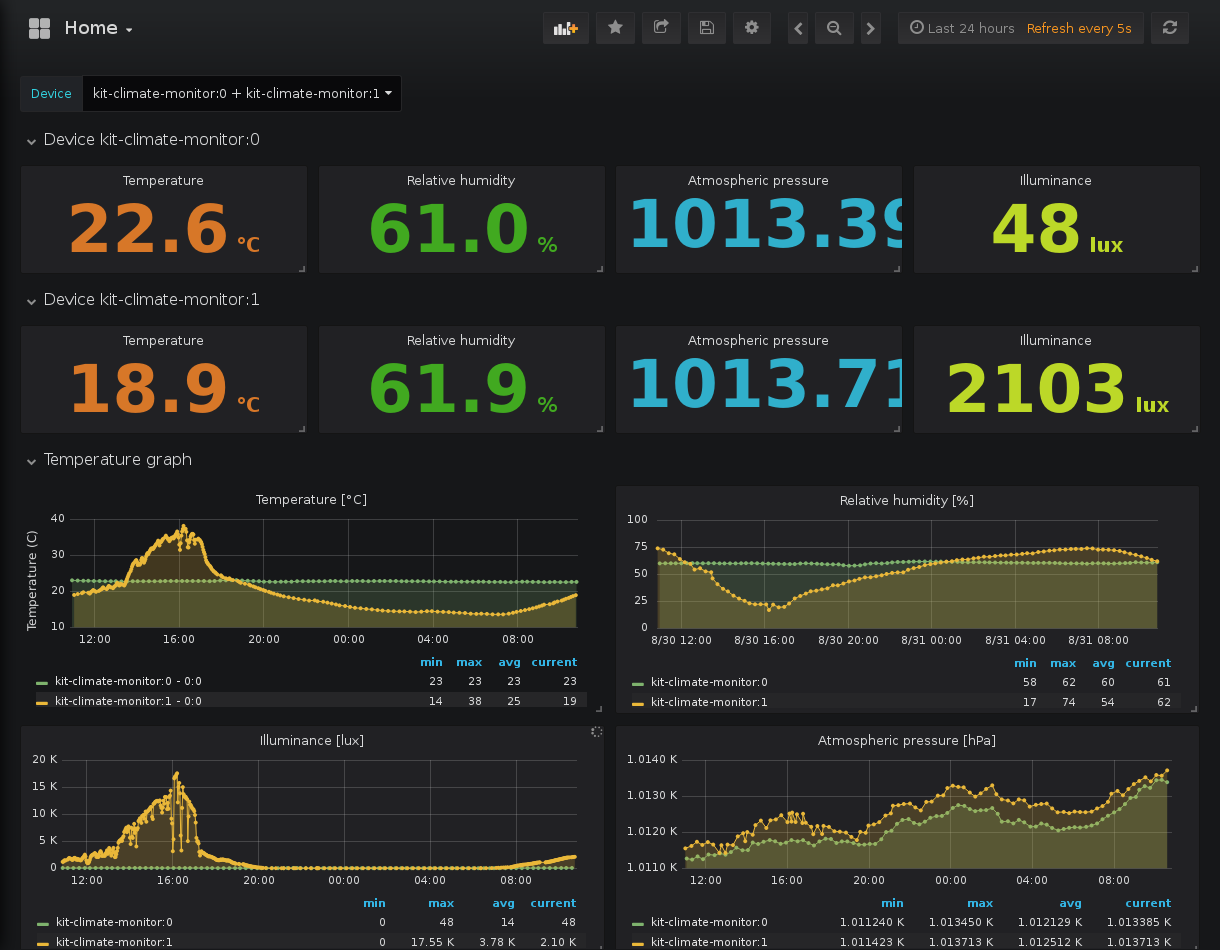 Home
Last 24 hours Refresh every 5s
Device kit-climate-monitor:0 + kit-climate-monitor:1
Device kit-climate-monitor:0
Temperature Relative humidity Atmospheric pressure Illuminance
22.6 °C 61.0 % 1013.39 48 lux
Device kit-climate-monitor:1
Temperature Relative humidity Atmospheric pressure Illuminance
18.9 °C 61.9 % 1013.71 2103 lux
Temperature graph
Temperature [°C]
Temperature (C)
40
30
20
10
12:00 16:00 20:00 00:00 04:00 08:00
min max avg current
kit-climate-monitor:0 - 0:0 23 23 23 23
kit-climate-monitor:1 - 0:0 14 38 25 19
Relative humidity [%]
100
75
50
25
0
8/30 12:00 8/30 16:00 8/30 20:00 8/31 00:00 8/31 04:00 8/31 08:00
min max avg current
kit-climate-monitor:0 58 62 60 61
kit-climate-monitor:1 17 74 54 62
Illuminance [lux]
20 K
15 K
10 K
5 K
0
12:00 16:00 20:00 00:00 04:00 08:00
min max avg current
kit-climate-monitor:0 0 48 14 48
kit-climate-monitor:1 0 17.55 K 3.78 K 2.10 K
Atmospheric pressure [hPa]
1.0140 K
1.0130 K
1.0120 K
1.0110 K
12:00 16:00 20:00 00:00 04:00 08:00
min max avg current
kit-climate-monitor:0 1.011240 K 1.013450 K 1.012129 K 1.013385 K
kit-climate-monitor:1 1.011423 K 1.013713 K 1.012512 K 1.013713 K